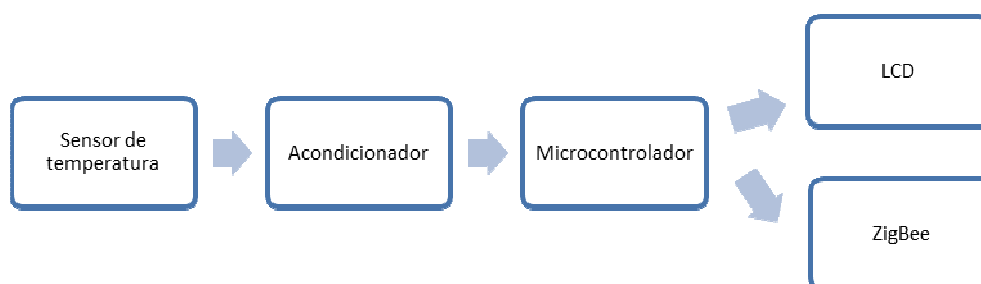 Sensor de
temperatura
Acondicionador
Microcontrolador
LCD
ZigBee